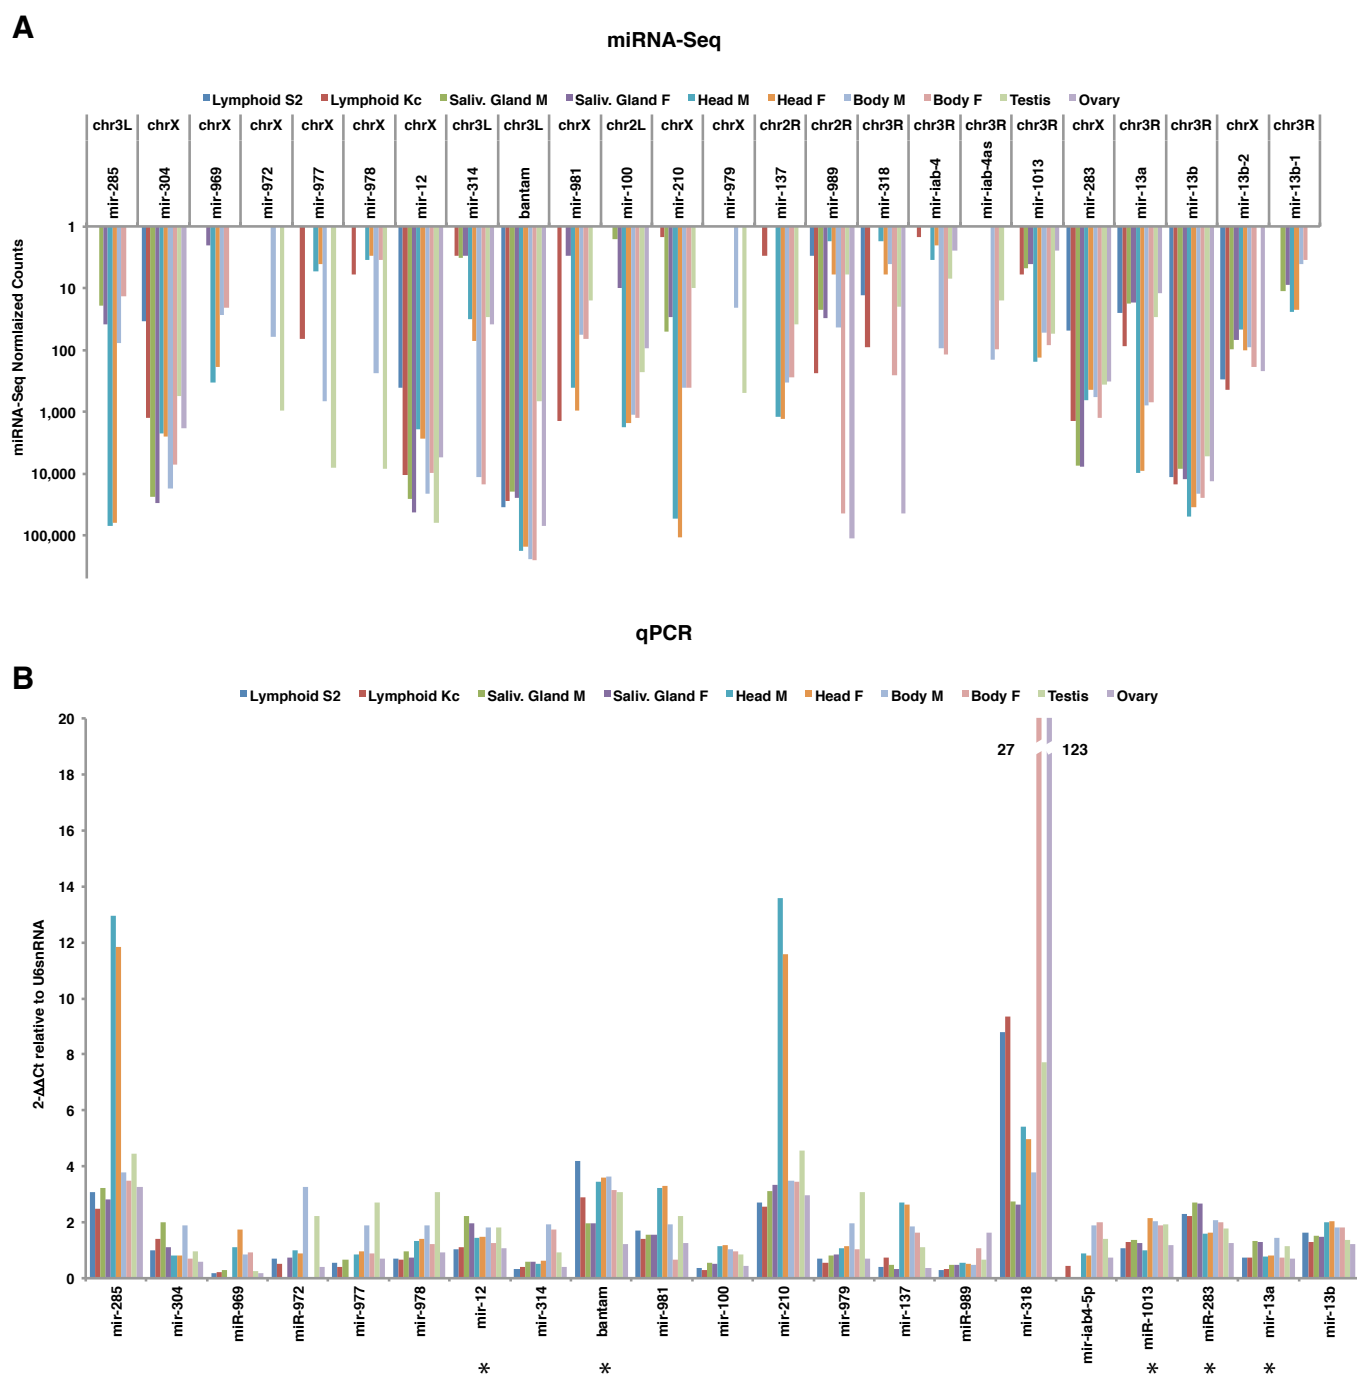 A
miRNA-Seq
Lymphoid S2 Lymphoid Kc Saliv. Gland M Saliv. Gland F Head M Head F Body M Body F Testis Ovary
chr3L chrX chrX chrX chrX chrX chrX chr3L chr3L chrX chr2L chrX chrX chr2R chr2R chr3R chr3R chr3R chr3R chrX chr3R chr3R chrX chr3R
mir-285 mir-304 mir-969 mir-972 mir-977 mir-978 mir-12 mir-314 bantam mir-981 mir-100 mir-210 mir-979 mir-137 mir-989 mir-318 mir-iab-4 mir-iab-4as mir-1013 mir-283 mir-13a mir-13b mir-13b-2 mir-13b-1
miRNA-Seq Normlaized Counts
1
10
100
1,000
10,000
100,000
qPCR
B
Lymphoid S2 Lymphoid Kc Saliv. Gland M Saliv. Gland F Head M Head F Body M Body F Testis Ovary
2-ΔΔCt relative to U6snRNA
20
27 123
18
16
14
12
10
8
6
4
2
0
mir-285 mir-304 miR-969 miR-972 mir-977 mir-978 mir-12 mir-314 bantam mir-981 mir-100 mir-210 mir-979 mir-137 miR-989 mir-318 mir-iab4-5p miR-1013 miR-283 mir-13a mir-13b
* * * * *